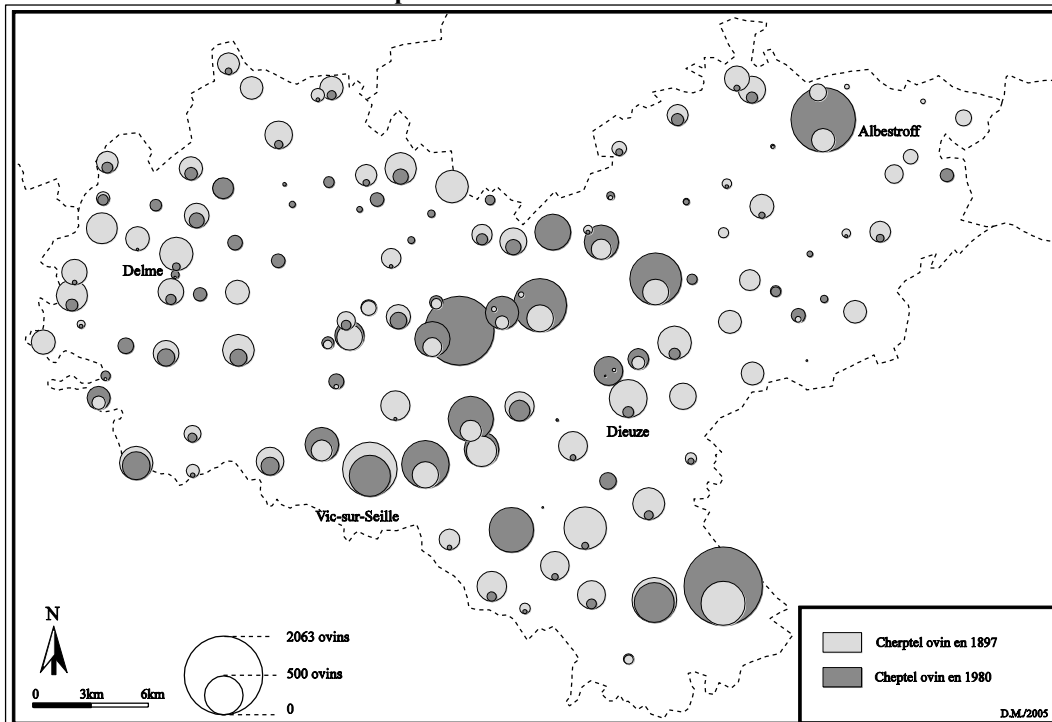 Albestroff
Delme
Dieuze
Vic-sur-Seille
N
0 3km 6km
2063 ovins
500 ovins
0
Cherptel ovin en 1897
Cheptel ovin en 1980
D.M./2005